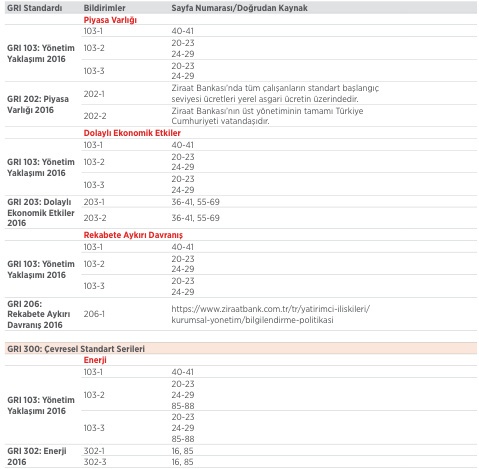 GRI Standardı Bildirimler Sayfa Numarası/Doğrudan Kaynak
Piyasa Varlığı
GRI 103: Yönetim Yaklaşımı 2016
103-1 40-41
103-2 20-23
24-29
103-3 20-23
24-29
GRI 202: Piyasa Varlığı 2016
202-1 Ziraat Bankası'nda tüm çalışanların standart başlangıç
seviyesi ücretleri yerel asgari ücretin üzerindedir.
202-2 Ziraat Bankası'nın üst yönetiminin tamamı Türkiye
Cumhuriyeti vatandaşıdır.
Dolaylı Ekonomik Etkiler
GRI 103: Yönetim
Yaklaşımı 2016
103-1 40-41
103-2 20-23
24-29
103-3 20-23
24-29
GRI 203: Dolaylı
Ekonomik Etkiler
2016
203-1 36-41, 55-69
203-2 36-41, 55-69
Rekabete Aykırı Davranış
GRI 103: Yönetim
Yaklaşımı 2016
103-1 40-41
103-2 20-23
24-29
103-3 20-23
24-29
GRI 206:
Rekabete Aykırı
Davranış 2016
206-1 https://www.ziraatbank.com.tr/tr/yatirimci-iliskileri/
kurumsal-yonetim/bilgilendirme-politikasi
GRI 300: Çevresel Standart Serileri
Enerji
GRI 103: Yönetim
Yaklaşımı 2016
103-1 40-41
103-2 20-23
24-29
85-88
103-3 20-23
24-29
85-88
GRI 302: Enerji
2016
302-1 16, 85
302-3 16, 85